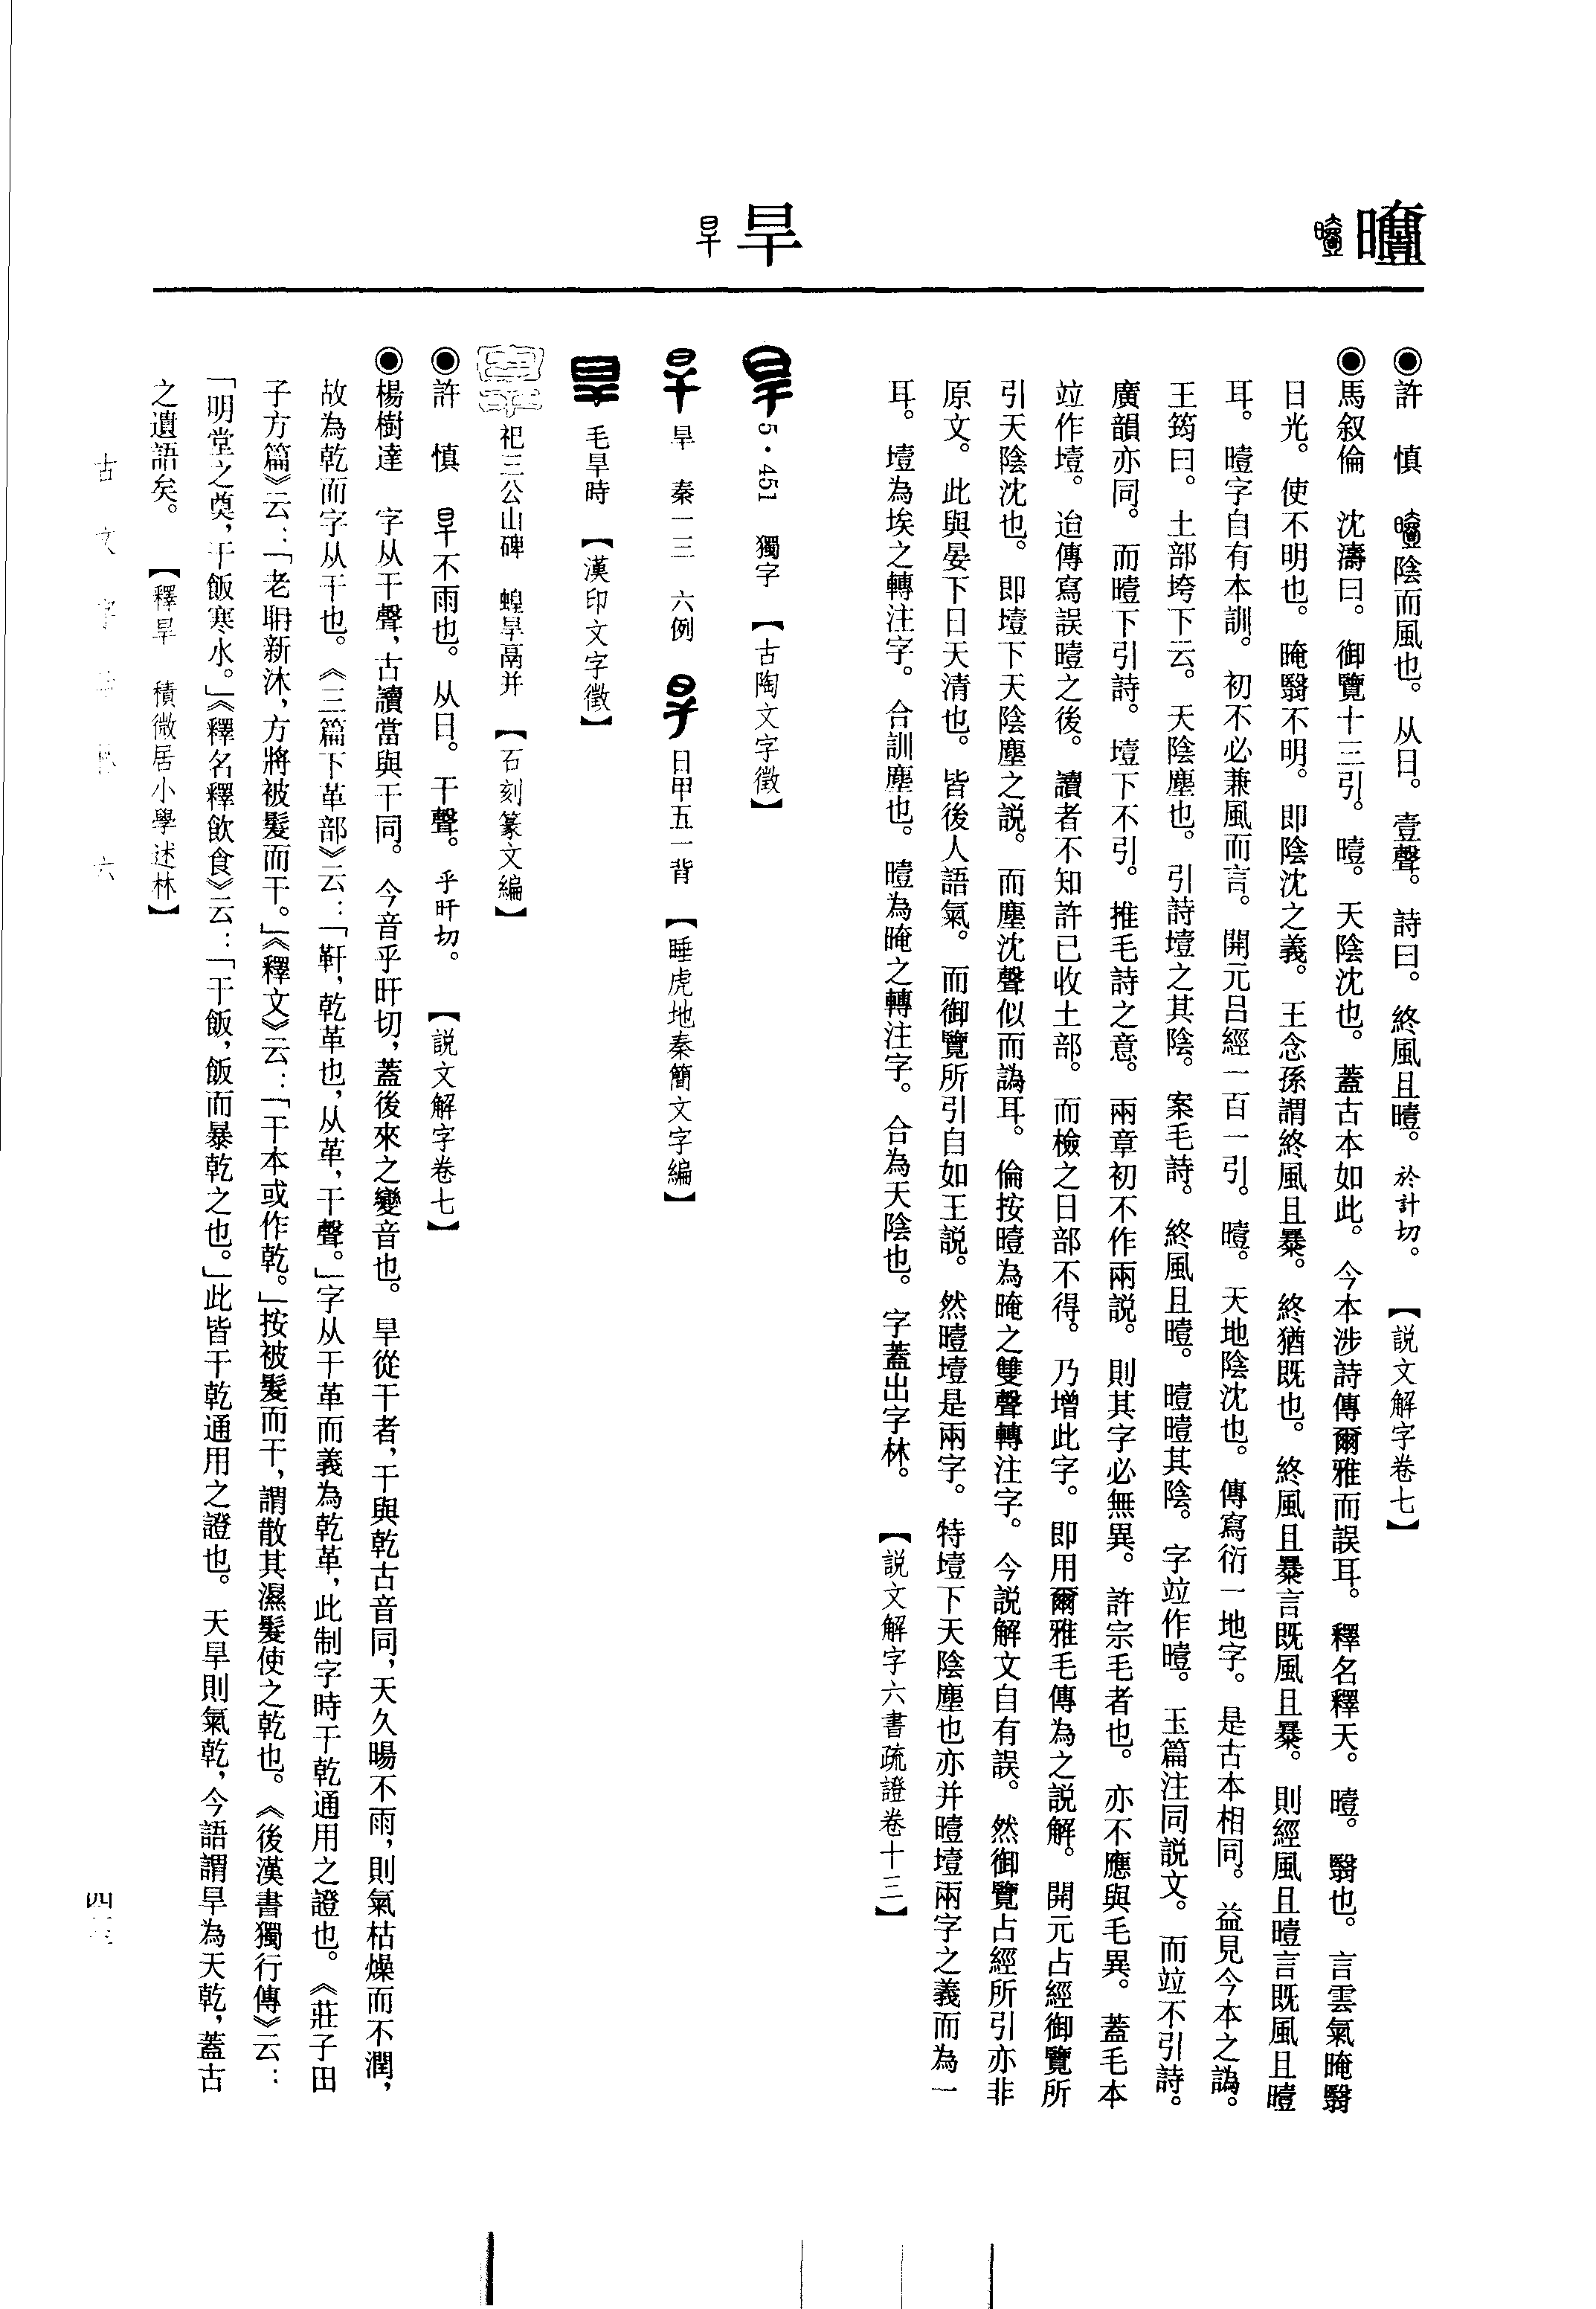 曀 曀
旱 旱
◉許　慎　曀陰而風也。从日。壹聲。詩曰。終風且曀。於計切。【説文解字卷七】
◉馬叙倫　沈濤曰。御覽十三引。曀。天陰沈也。蓋古本如此。今本涉詩傳爾雅而誤耳。釋名釋天。曀。翳也。言雲氣晻翳
日光。使不明也。晻翳不明。即陰沈之義。王念孫謂終風且暴。終猶既也。終風且暴言既風且暴。則經風且曀言既風且曀
耳。曀字自有本訓。初不必兼風而言。開元呂經一百一引。曀。天地陰沈也。傳寫衍一地字。是古本相同。益見今本之譌。
王筠曰。土部垮下云。天陰塵也。引詩壇之其陰。案毛詩。終風且曀。曀曀其陰。字竝作曀。玉篇注同説文。而竝不引詩。
廣韻亦同。而曀下引詩。壇下不引。推毛詩之意。兩章初不作兩説。則其字必無異。許宗毛者也。亦不應與毛異。蓋毛本
竝作壇。迨傳寫誤曀之後。讀者不知許已收土部。而檢之日部不得。乃增此字。即用爾雅毛傳為之説解。開元占經御覽所
引天陰沈也。即壇下天陰塵之説。而塵沈聲似而譌耳。倫按曀為晻之雙聲轉注字。今説解文自有誤。然御覽占經所引亦非
原文。此與晏下日天清也。皆後人語氣。而御覽所引自如王説。然曀壇是兩字。特壇下天陰塵也亦并曀壇兩字之義而為一
耳。壇為埃之轉注字。合訓塵也。曀為晻之轉注字。合為天陰也。字蓋出字林。【説文解字六書疏證卷十三】
5·451　獨字　【古陶文字徵】
旱　秦一三　六例　日甲五一背　【睡虎地秦簡文字編】
毛旱時　【漢印文字徵】
祀三公山碑　蝗旱鬲并　【石刻篆文編】
◉許　慎　旱不雨也。从日。干聲。乎旰切。【説文解字卷七】
◉楊樹達　字从干聲，古讀當與干同。今音乎旰切，蓋後來之變音也。旱從干者，干與乾古音同，天久暘不雨，則氣枯燥而不潤，
故為乾而字从干也。《三篇下革部》云：「靬，乾革也，从革，干聲。」字从干革而義為乾革，此制字時干乾通用之證也。《莊子田
子方篇》云：「老耼新沐，方將被髮而干。」《釋文》云：「干本或作乾。」按被髮而干，謂散其濕髮使之乾也。《後漢書獨行傳》云：
「明堂之奠，干飯寒水。」《釋名釋飲食》云：「干飯，飯而暴乾之也。」此皆干乾通用之證也。天旱則氣乾，今語謂旱為天乾，蓋古
之遺語矣。【釋旱　積微居小學述林】
古文字 六
四